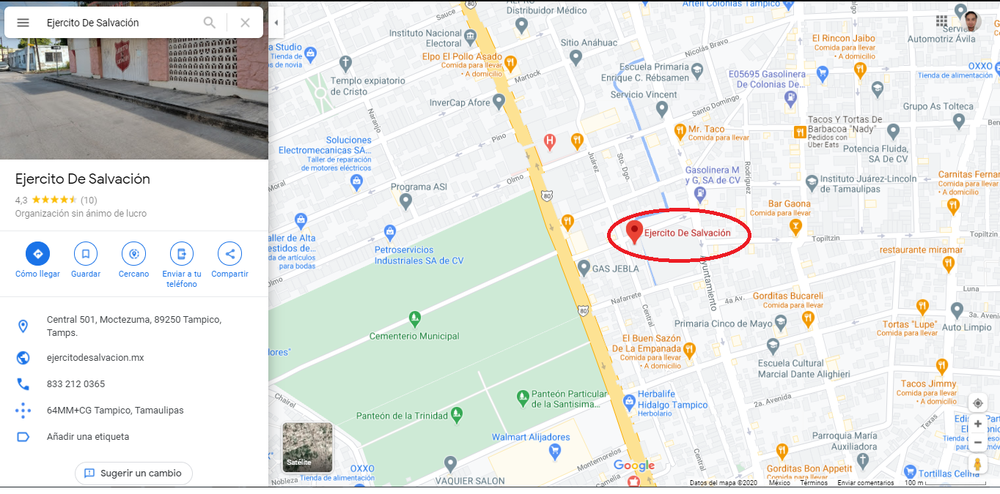 Ejercito De Salvación
Ejercito De Salvación
4,3
(10)
Organización sin ánimo de lucro
Cómo llegar
Guardar
Cercano
Enviar a tu
teléfono
Compartir
Central 501, Moctezuma, 89250 Tampico,
Tamps.
ejercitodesalvacion.mx
833 212 0365
64MM+CG Tampico, Tamaulipas
Añadir una etiqueta
Sugerir un cambio
Sauce
80
Distribuidor Médico
Artell Colonias Tampico
Instituto Nacional
Electoral
Sitio Anáhuac
Nicolás Bravo
El Rincon Jaibo
Comida para llevar
• A domicilio
Automotriz Ávila
a Studio
Tienda de
os de novia
Elpo El Pollo Asado
Comida para llevar
• A domicilio
Martock
Templo expiatorio
de Cristo
Escuela Primaria
Enrique C. Rébsamen
E05695 Gasolinera
De Colonias De...
OXXO
Tienda de alimentación
InverCap Afore
Servicio Vincent
Santo Domingo
Grupo As Tolteca
Naranjo
Pino
Mr. Taco
Comida para llevar
Tacos Y Tortas De
Barbacoa "Nady"
Pedidos con
Uber Eats
Potencia Fluida,
SA De CV
Soluciones
Electromecanicas SA...
Taller de reparación
de motores eléctricos
H
Juárez
Sto. Dgo.
Rodríguez
Gasolinera M
y G, SA de CV
Instituto Juárez-Lincoln
de Tamaulipas
Carnitas Fernar
Comida para llevar
• A domicilio
Moral
Olmo
Programa ASI
80
Bar Gaona
Comida para llevar
Ejercito De Salvación
Topiltzin
Topiltzin
aller de Alta
estidos de...
da de artículos
para bodas
Petroservicios
Industriales SA de CV
restaurante miramar
GAS JEBLA
Ayuntamiento
Olmo
Nafarrete
Central
4a Av.
Gorditas Bucareli
Comida para llevar
Luna
80
3a. Avenida
Primaria Cinco de Mayo
Tortas "Lupe"
Comida para llevar
Auto Limpio
Cementerio Municipal
El Buen Sazón
De La Empanada
Comida para llevar
• A domicilio
Escuela Cultural
Marcial Dante Alighieri
Tacos Jimmy
Comida para llevar
• A domicilio
Chairel
Panteón Particular
de la Santisima...
Herbalife
Hidalgo Tampico
Herbolario
2a. Avenida
Panteón de la Trinidad
Texas
Walmart Alijadores
Parroquia María
Auxiliadora
Satélite
Montemorelos
Google
Gorditas Bon Appetit
Comida para llevar
Tortillas Celina
OXXO
Tienda de alimentación
Nobleza
VAQUIER SALON
Camelia
Datos del mapa ©2020
México
Términos
Enviar comentarios
100 m